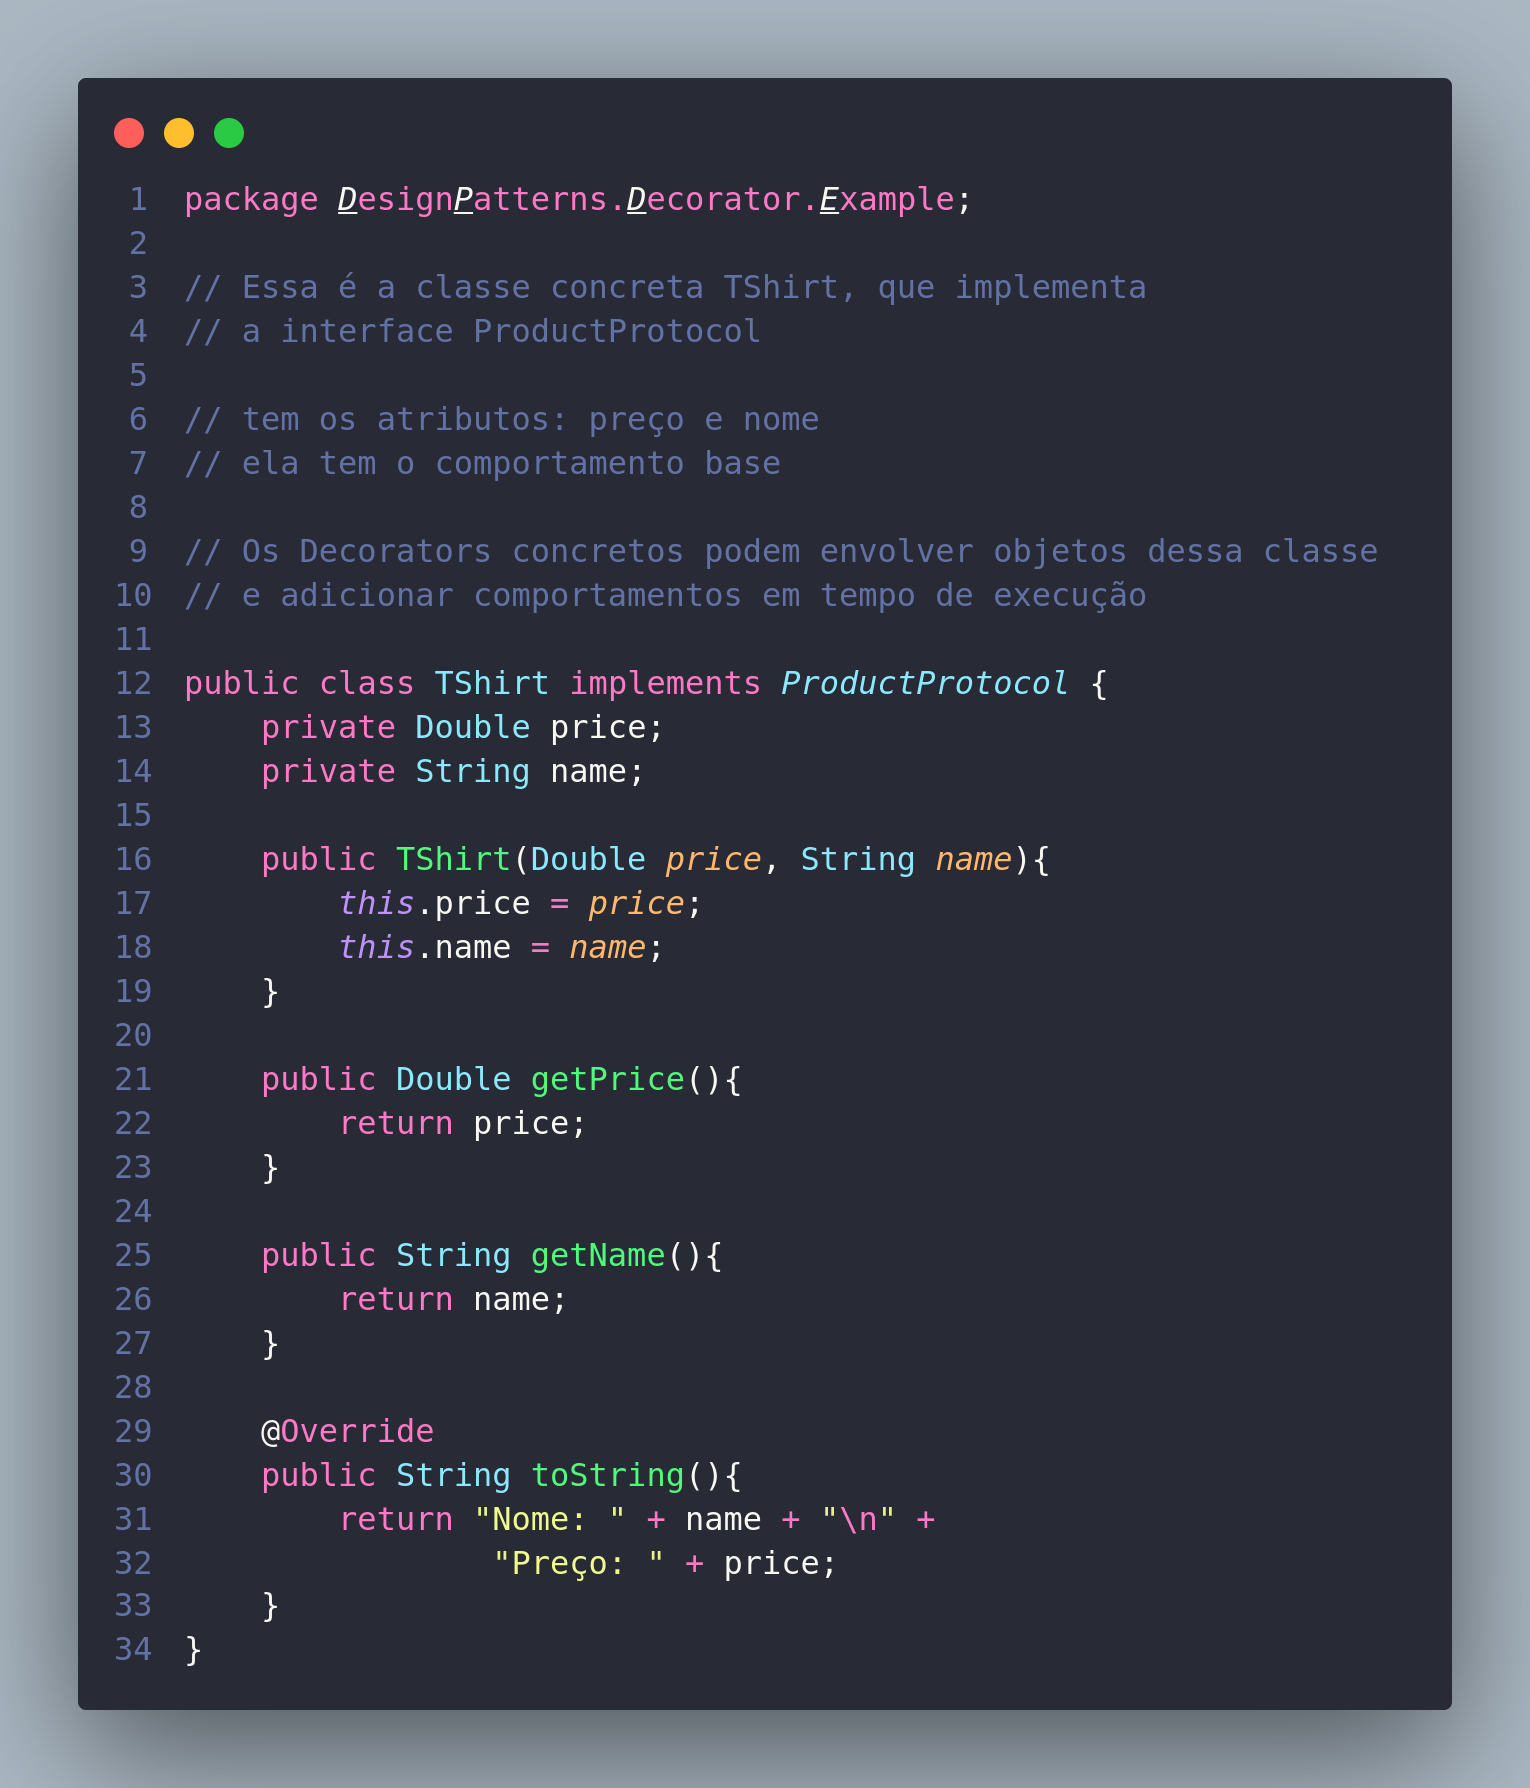 1 package DesignPatterns.Decorator.Example;
2
3 // Essa é a classe concreta TShirt, que implementa
4 // a interface ProductProtocol
5
6 // tem os atributos: preço e nome
7 // ela tem o comportamento base
8
9 // Os Decorators concretos podem envolver objetos dessa classe
10 // e adicionar comportamentos em tempo de execução
11
12 public class TShirt implements ProductProtocol {
13     private Double price;
14     private String name;
15
16     public TShirt(Double price, String name){
17         this.price = price;
18         this.name = name;
19     }
20
21     public Double getPrice(){
22         return price;
23     }
24
25     public String getName(){
26         return name;
27     }
28
29     @Override
30     public String toString(){
31         return "Nome: " + name + "\n" +
32                 "Preço: " + price;
33     }
34 }